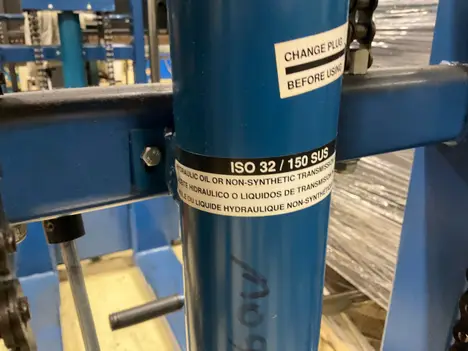 CHANGE PLUG
BEFORE USING
ISO 32 / 150 SUS
HYDRAULIC OIL OR NON-SYNTHETIC TRANSMISSION
HIDRAULICO O LIQUIDOS DE TRANSMISION
DU LIQUIDE HYDRAULIQUE NON-SYNTHE